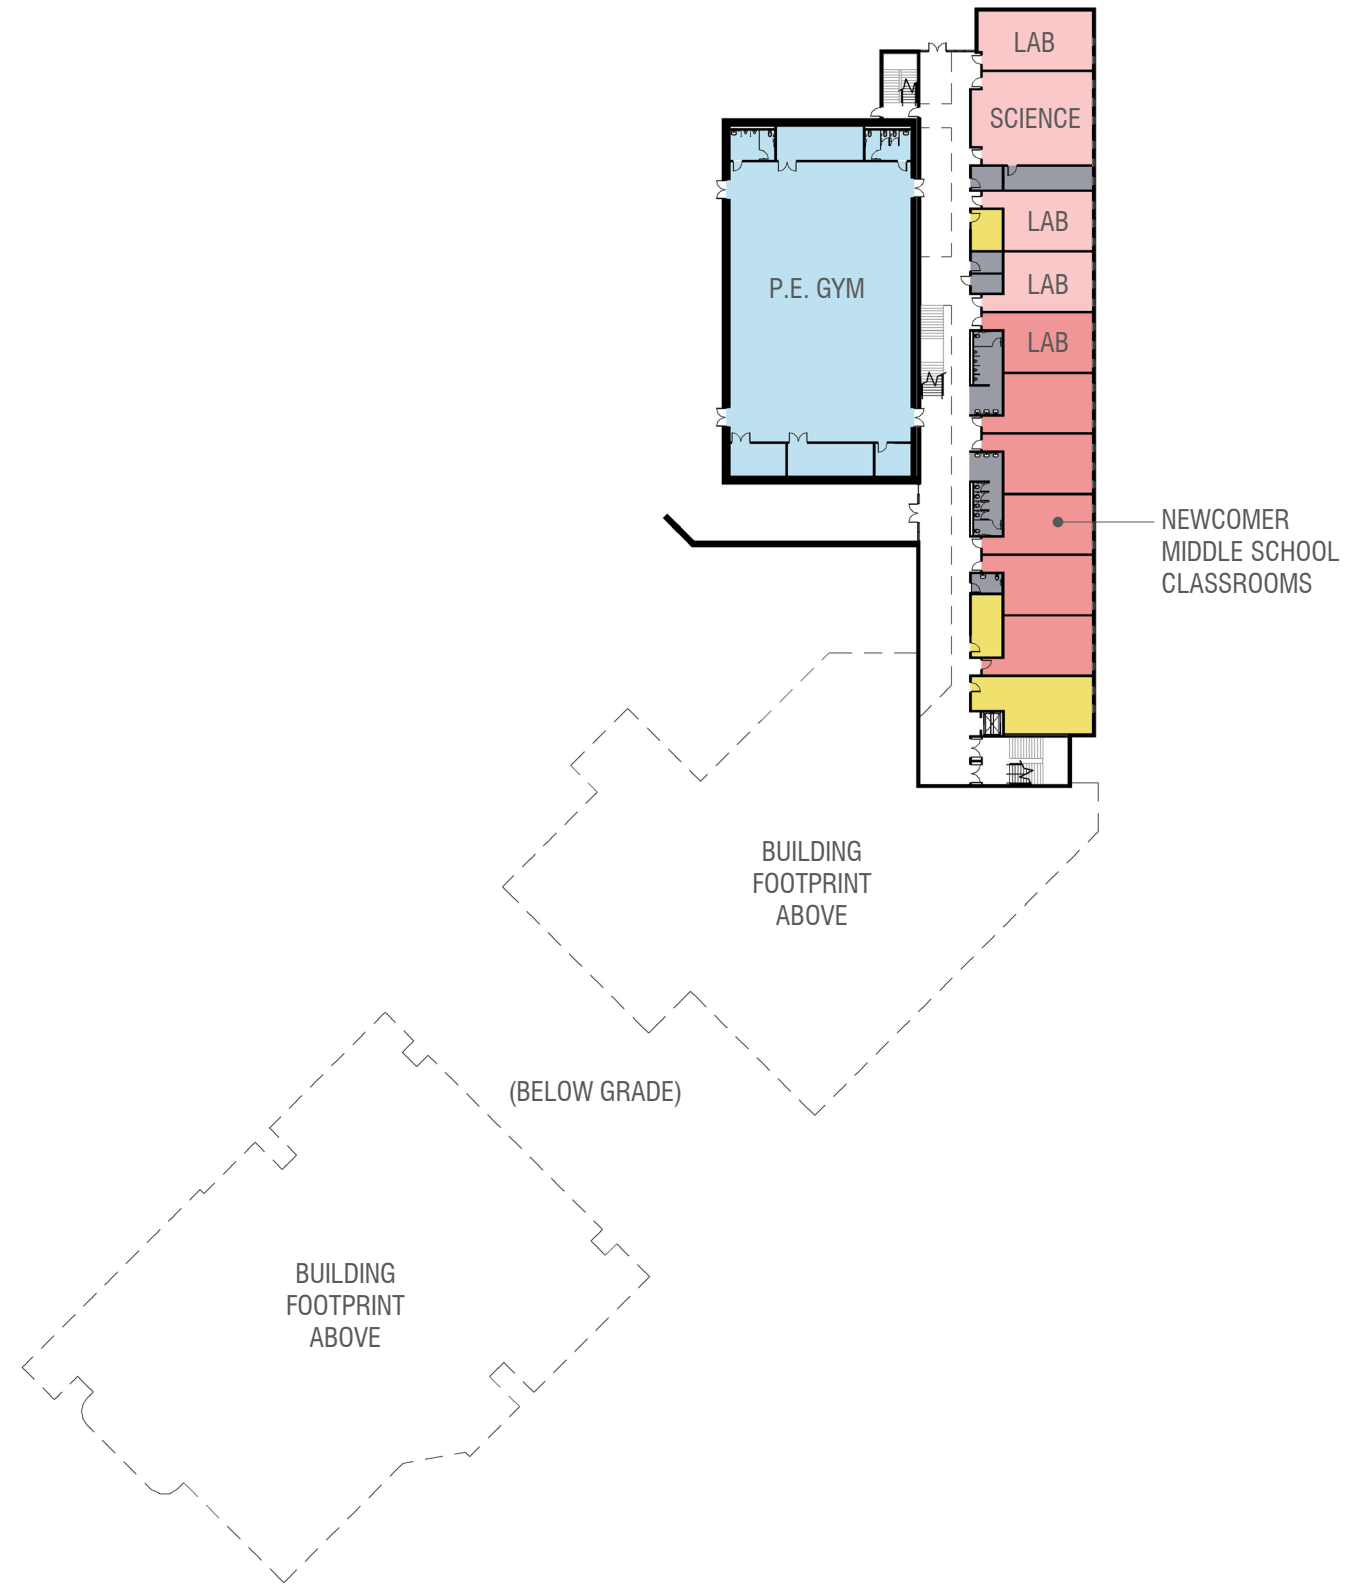 LAB
SCIENCE
LAB
P.E. GYM
LAB
LAB
NEWCOMER
MIDDLE SCHOOL
CLASSROOMS
BUILDING
FOOTPRINT
ABOVE
(BELOW GRADE)
BUILDING
FOOTPRINT
ABOVE